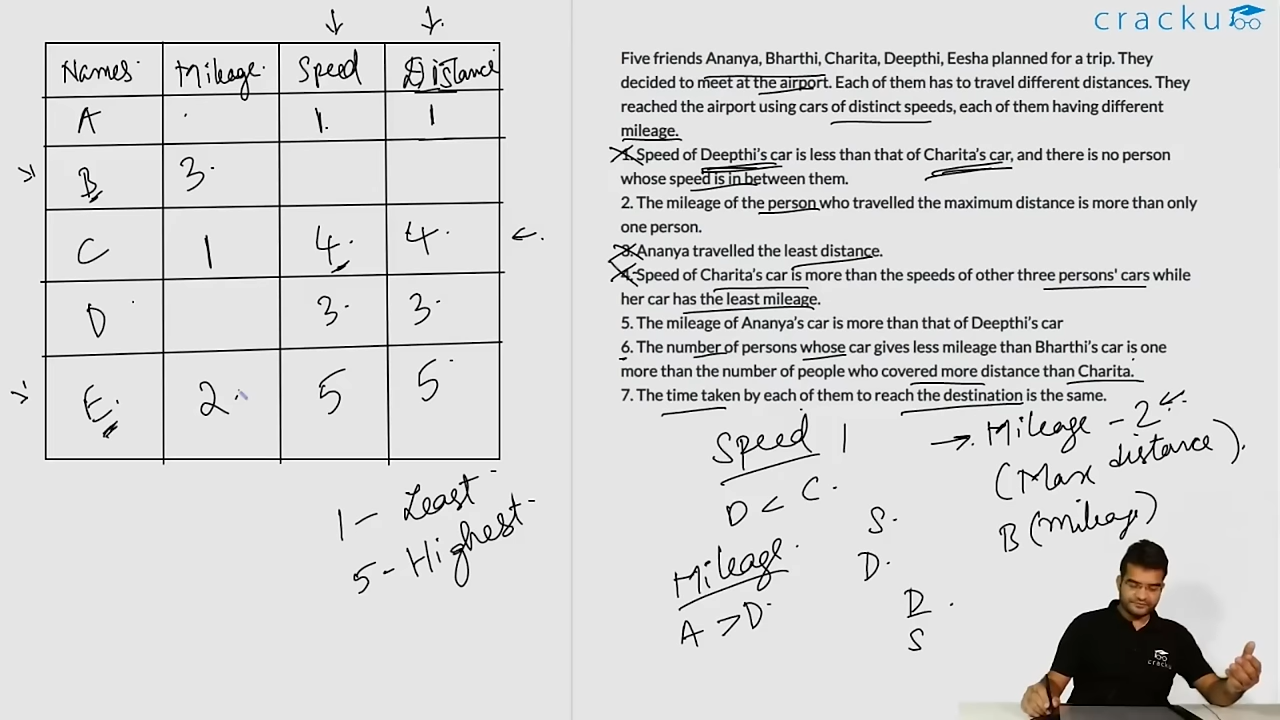 cracku
Names. Mileage. Speed Distance
A . 1. 1
B 3.
C 1 4. 4.
D 3. 3.
E. 2. 5 5
1 - Least
5 - Highest
Five friends Ananya, Bharthi, Charita, Deepthi, Eesha planned for a trip. They
decided to meet at the airport. Each of them has to travel different distances. They
reached the airport using cars of distinct speeds, each of them having different
mileage.
1. Speed of Deepthi's car is less than that of Charita's car, and there is no person
whose speed is in between them.
2. The mileage of the person who travelled the maximum distance is more than only
one person.
3. Ananya travelled the least distance.
4. Speed of Charita's car is more than the speeds of other three persons' cars while
her car has the least mileage.
5. The mileage of Ananya's car is more than that of Deepthi's car
6. The number of persons whose car gives less mileage than Bharthi's car is one
more than the number of people who covered more distance than Charita.
7. The time taken by each of them to reach the destination is the same.
Speed 1
D < C.
Mileage.
A > D
S.
D.
D.
S
→ Mileage - 2
(Max distance).
B (mileage)
cracku